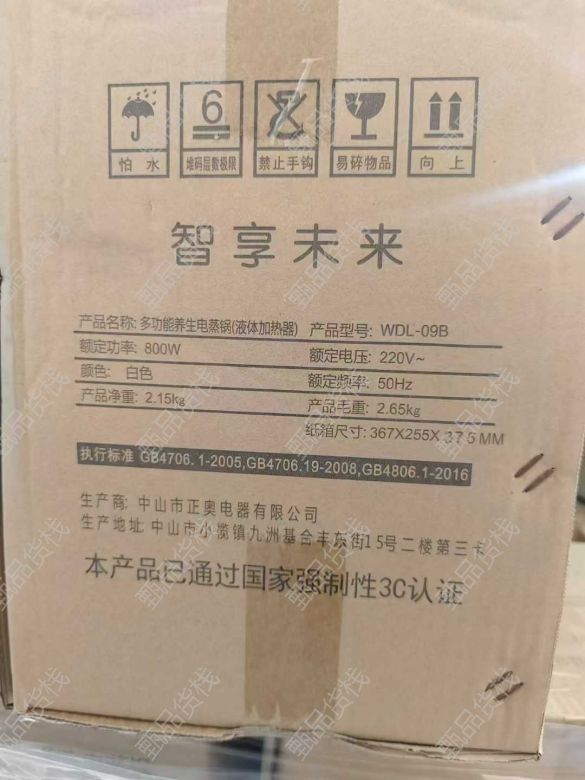 6
怕水 堆码层数极限 禁止手钩 易碎物品 向上
智享未来
产品名称: 多功能养生电蒸锅(液体加热器) 产品型号: WDL-09B
额定功率: 800W 额定电压: 220V~
颜色: 白色 额定频率: 50Hz
产品净重: 2.15kg 产品毛重: 2.65kg
纸箱尺寸: 367X255X375MM
执行标准 GB4706.1-2005,GB4706.19-2008,GB4806.1-2016
生产商: 中山市正奥电器有限公司
生产地址: 中山市小榄镇九洲基合丰东街15号二楼第三卡
本产品已通过国家强制性3C认证
甄品货栈